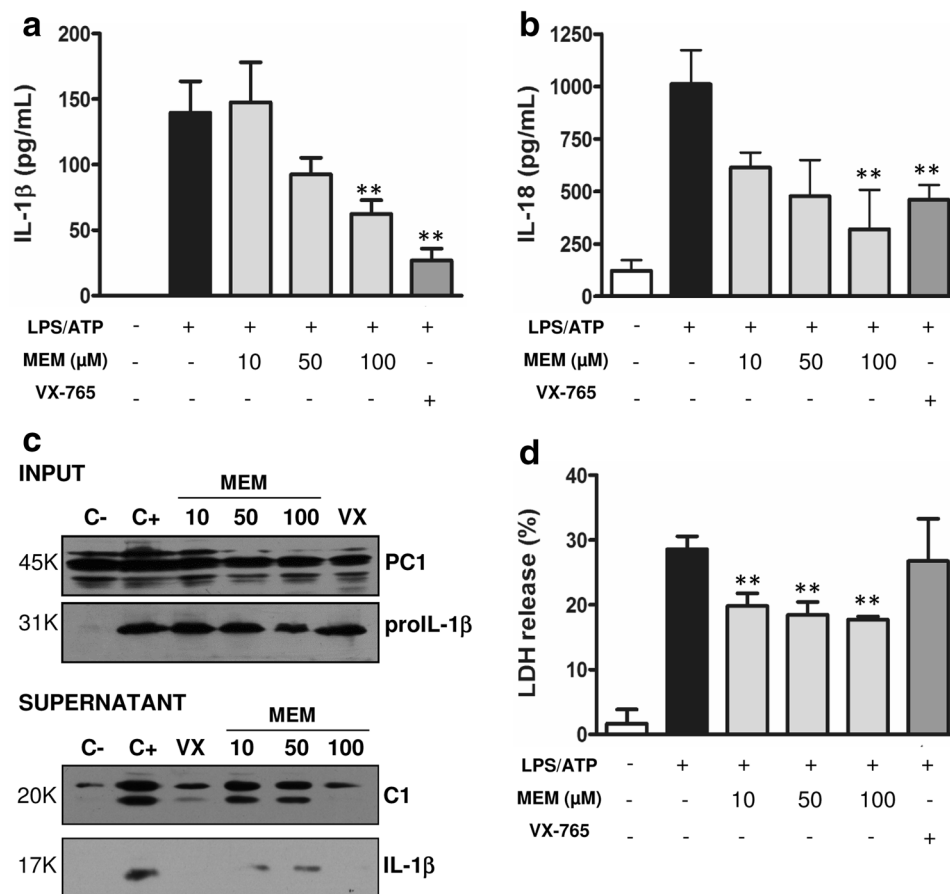 a
IL-1β (pg/mL)
200
150
100
50
0
** **
LPS/ATP - + + + + +
MEM (µM) - - 10 50 100 -
VX-765 - - - - - +
b
IL-18 (pg/mL)
1250
1000
750
500
250
0
** **
LPS/ATP - + + + + +
MEM (µM) - - 10 50 100 -
VX-765 - - - - - +
c
INPUT
MEM
C- C+ 10 50 100 VX
45K PC1
31K proIL-1β
SUPERNATANT
MEM
C- C+ VX 10 50 100
20K C1
17K IL-1β
d
LDH release (%)
40
30
20
10
0
** ** **
LPS/ATP - + + + + +
MEM (µM) - - 10 50 100 -
VX-765 - - - - - +